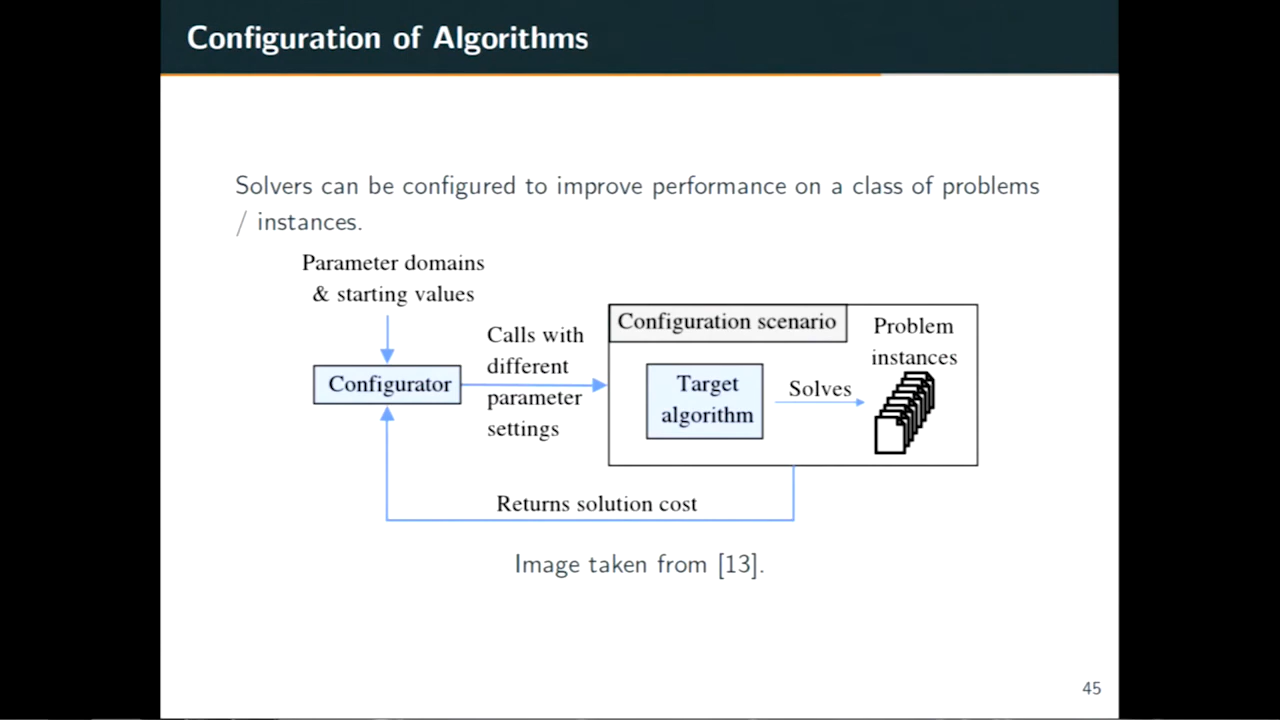 Configuration of Algorithms
Solvers can be configured to improve performance on a class of problems
/ instances.
Parameter domains
& starting values
Configurator
Calls with
different
parameter
settings
Configuration scenario
Target
algorithm
Solves
Problem
instances
Returns solution cost
Image taken from [13].
45